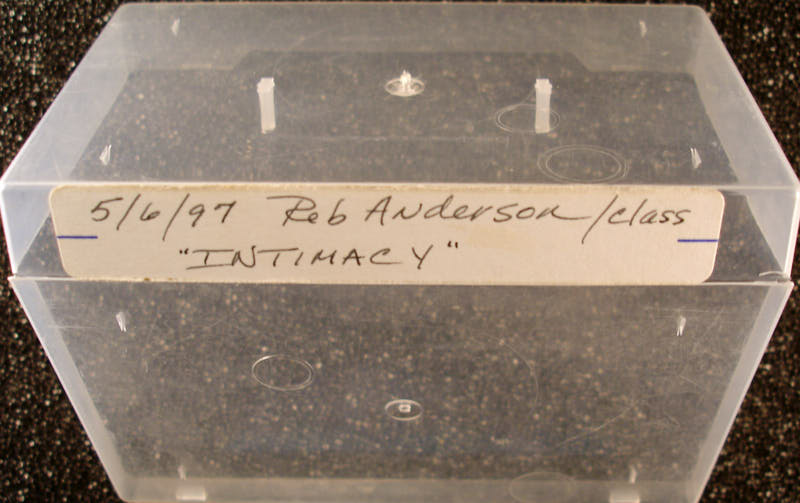 5/6/97 Reb Anderson/class
"INTIMACY"